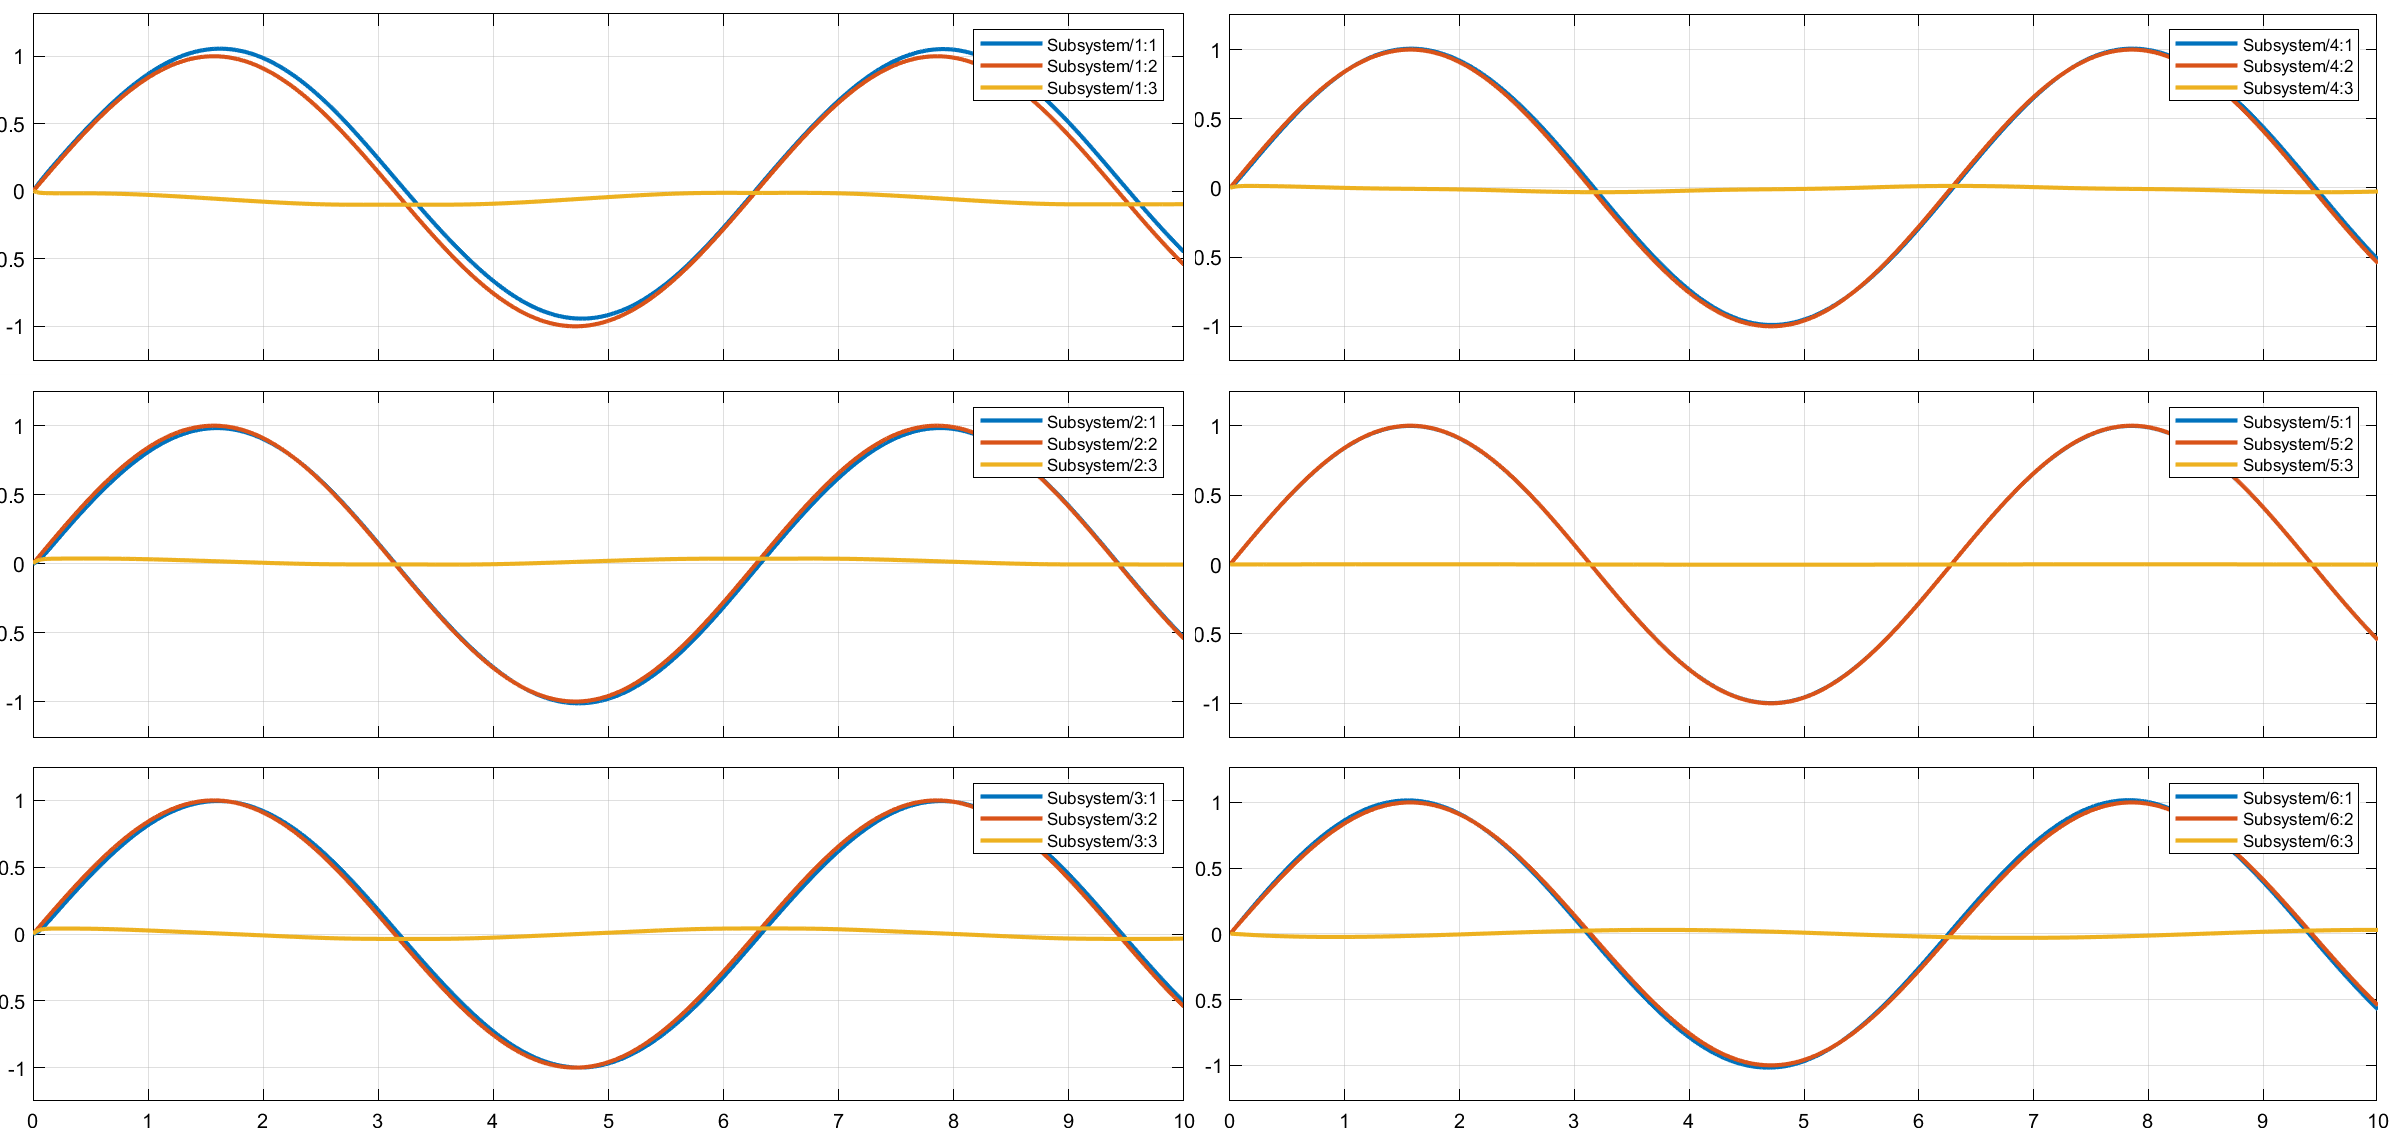 1
0.5
0
0.5
-1
Subsystem/1:1
Subsystem/1:2
Subsystem/1:3
1
0.5
0
0.5
-1
Subsystem/4:1
Subsystem/4:2
Subsystem/4:3
1
0.5
0
0.5
-1
Subsystem/2:1
Subsystem/2:2
Subsystem/2:3
1
0.5
0
0.5
-1
Subsystem/5:1
Subsystem/5:2
Subsystem/5:3
1
0.5
0
0.5
-1
Subsystem/3:1
Subsystem/3:2
Subsystem/3:3
0 1 2 3 4 5 6 7 8 9 10
1
0.5
0
0.5
-1
Subsystem/6:1
Subsystem/6:2
Subsystem/6:3
0 1 2 3 4 5 6 7 8 9 10